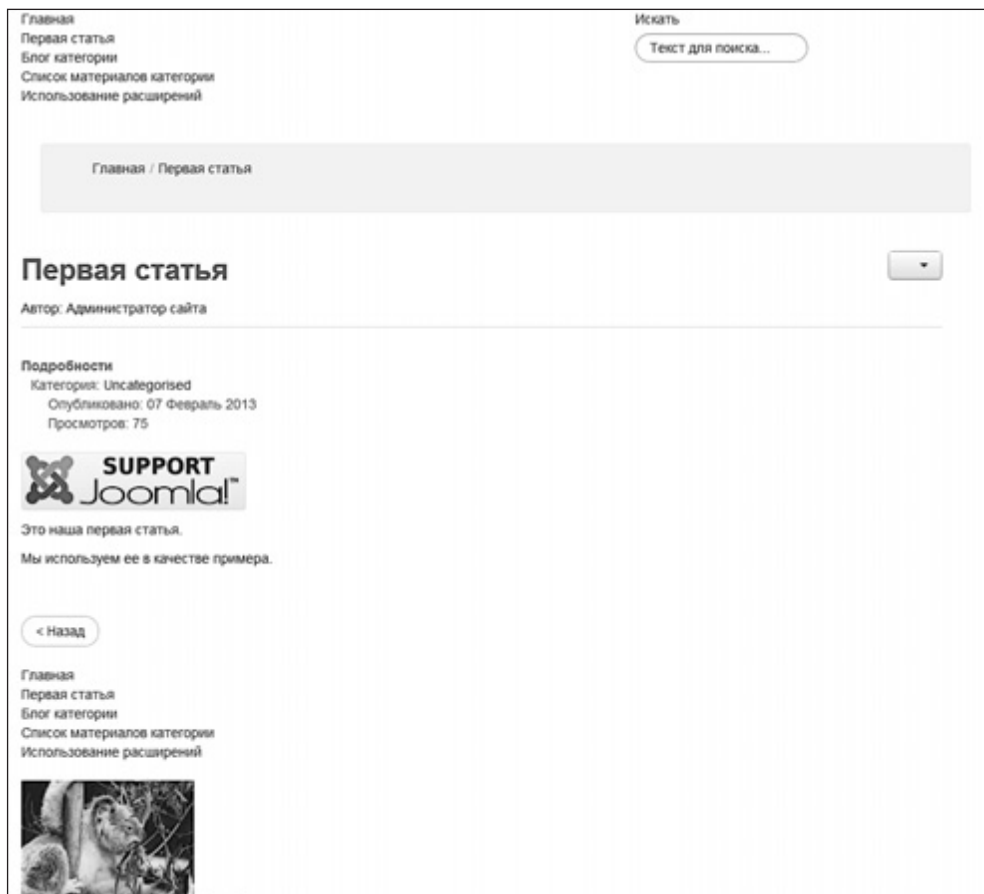 Главная
Первая статья
Блог категории
Список материалов категории
Использование расширений
Искать
Текст для поиска...
Главная / Первая статья
Первая статья
Автор: Администратор сайта
Подробности
Категория: Uncategorised
Опубликовано: 07 Февраль 2013
Просмотров: 75
SUPPORT
Joomla!™
Это наша первая статья.
Мы используем ее в качестве примера.
< Назад
Главная
Первая статья
Блог категории
Список материалов категории
Использование расширений